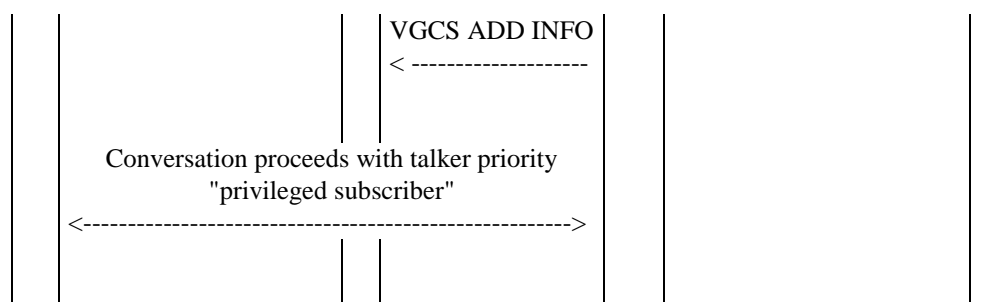 VGCS ADD INFO
< --------------------
Conversation proceeds with talker priority
"privileged subscriber"
<------------------------------------------------------->